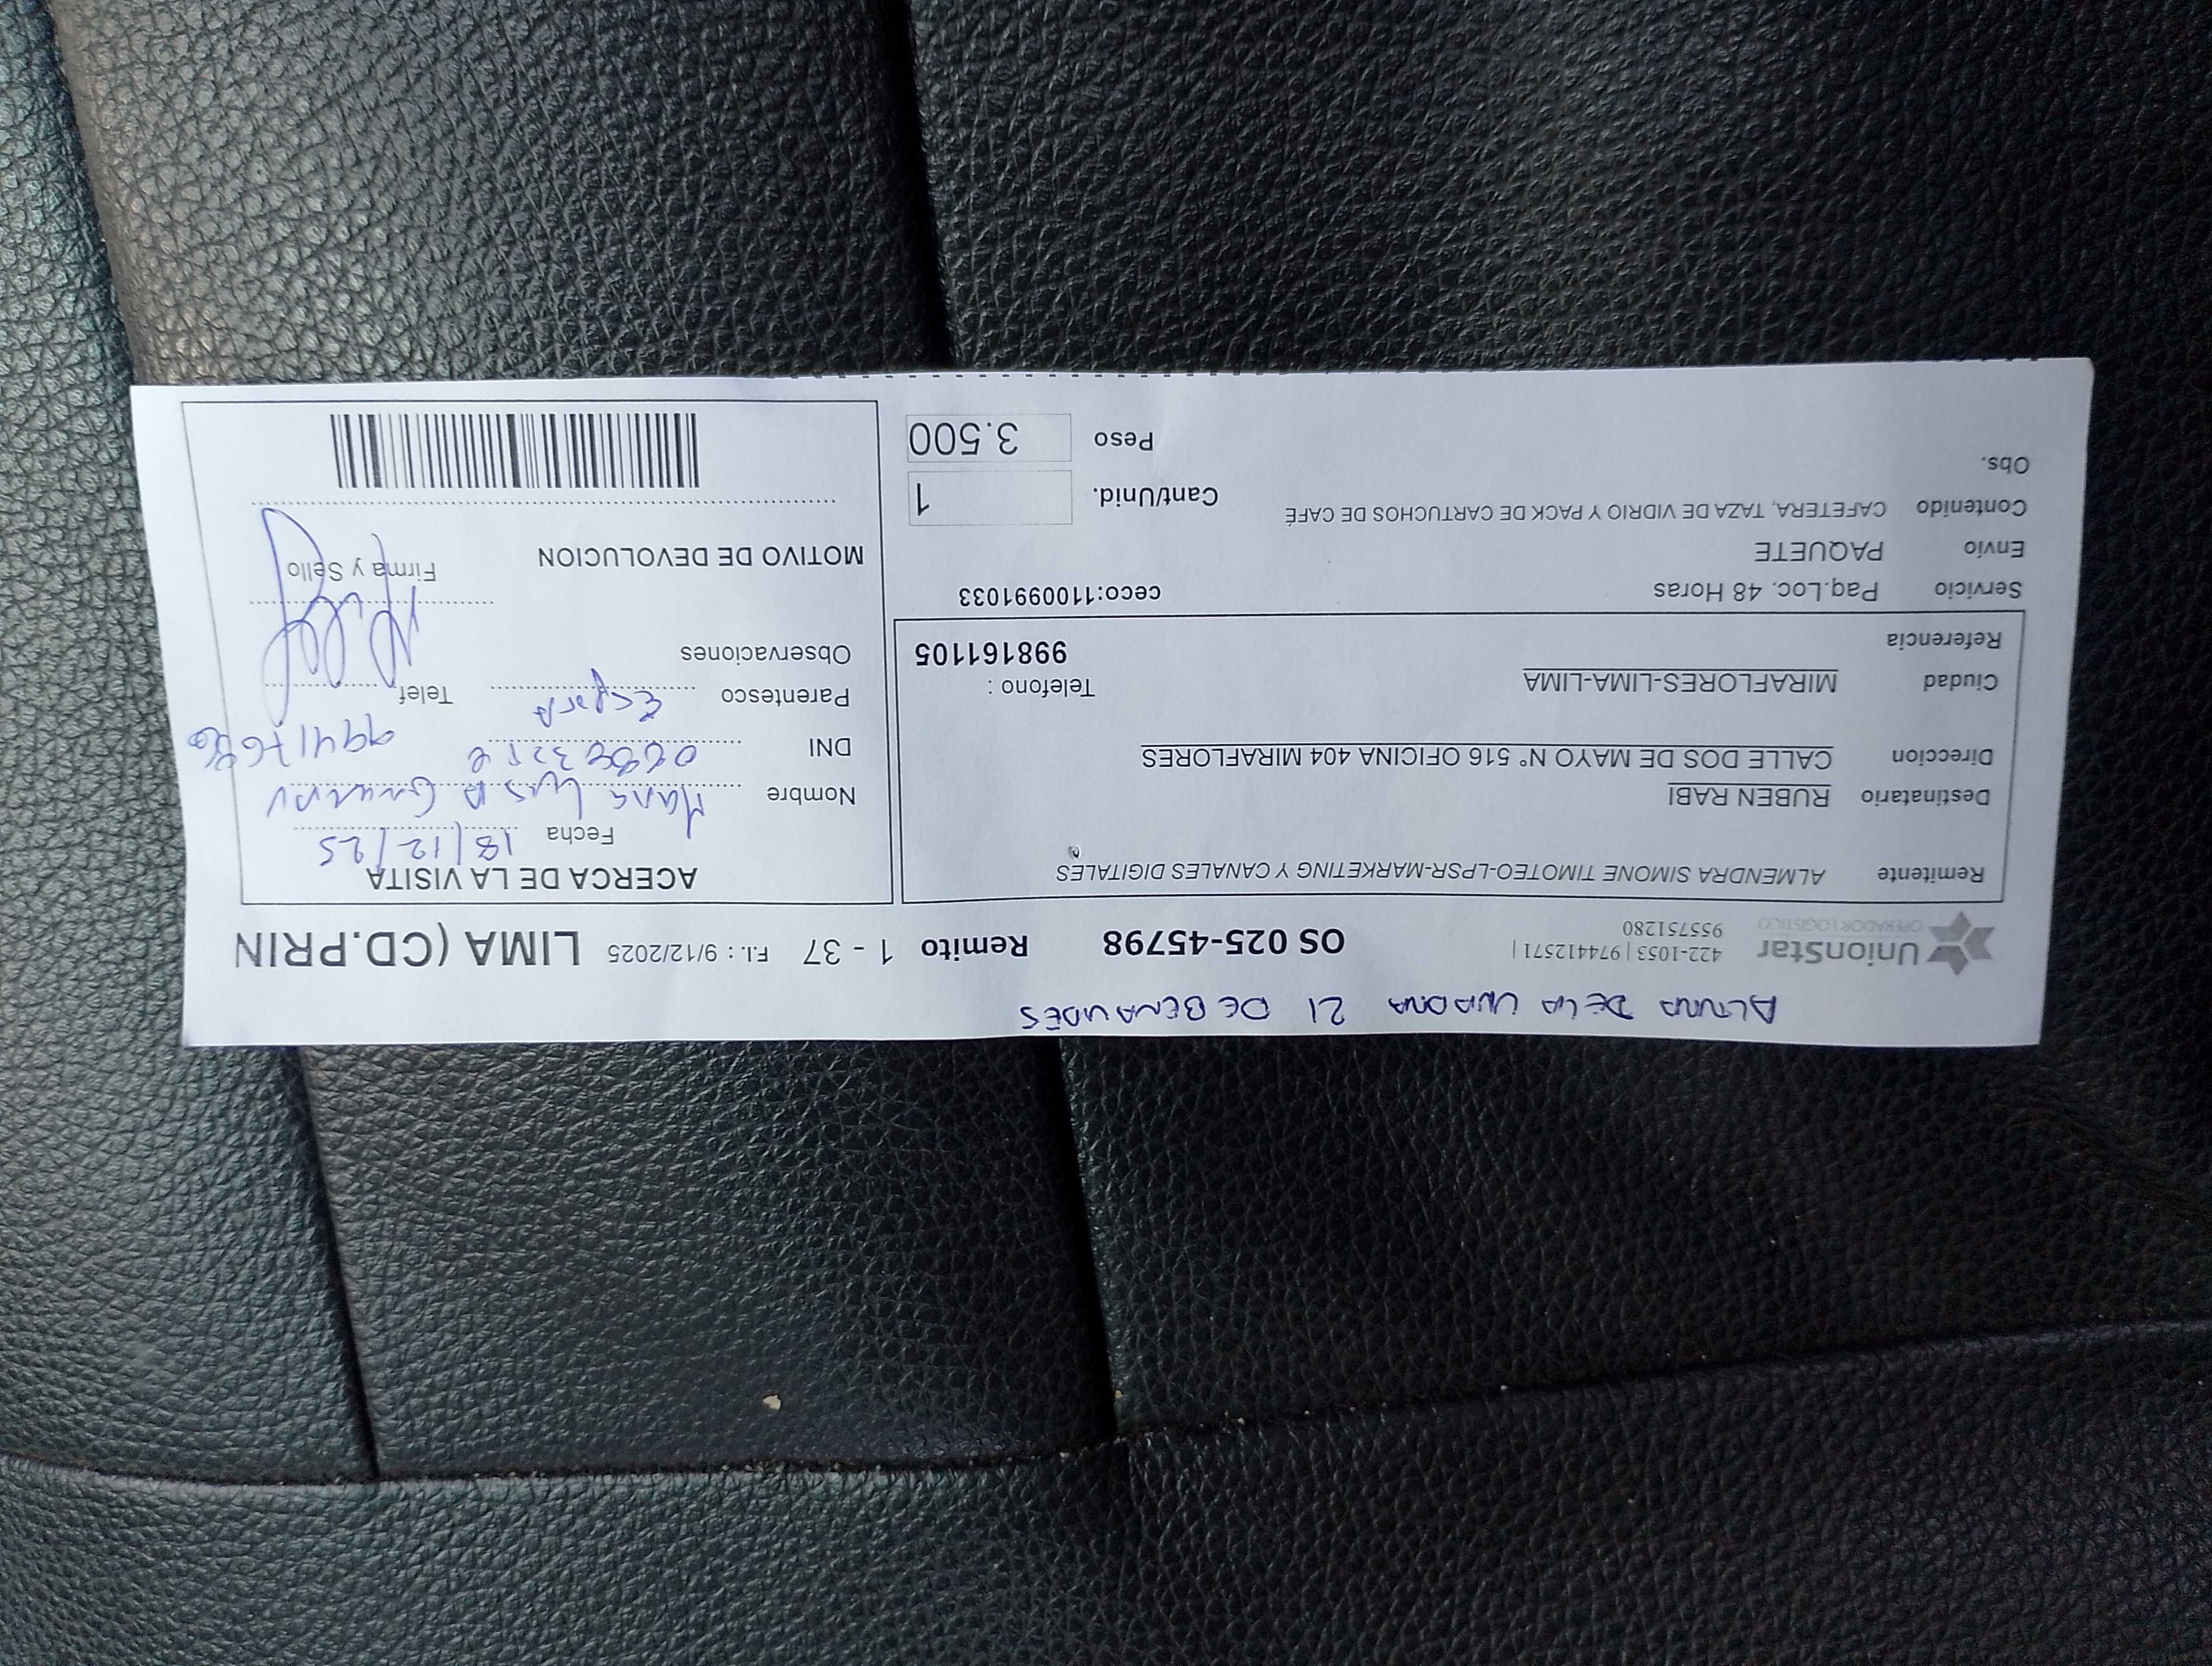 ALTURA DE LA CUADRA 21 DE BENAVIDES
UnionStar
OPERADOR LOGISTICO
422-1053 | 974412571 |
955751280
OS 025-45798
Remito 1 - 37 F.I. : 9/12/2025 LIMA (CD.PRIN
Remitente ALMENDRA SIMONE TIMOTEO-LPSR-MARKETING Y CANALES DIGITALES
Destinatario RUBEN RABI
Direccion CALLE DOS DE MAYO N° 516 OFICINA 404 MIRAFLORES
Ciudad MIRAFLORES-LIMA-LIMA
Telefono :
998161105
Referencia
Servicio Paq.Loc. 48 Horas ceco:1100991033
Envío PAQUETE
Contenido CAFETERA, TAZA DE VIDRIO Y PACK DE CARTUCHOS DE CAFÉ
Obs.
Cant/Unid. 1
Peso 3.500
ACERCA DE LA VISITA
Fecha 18/12/25
Nombre
DNI
Parentesco Esposa Telef
Observaciones
Firma y Sello
MOTIVO DE DEVOLUCION